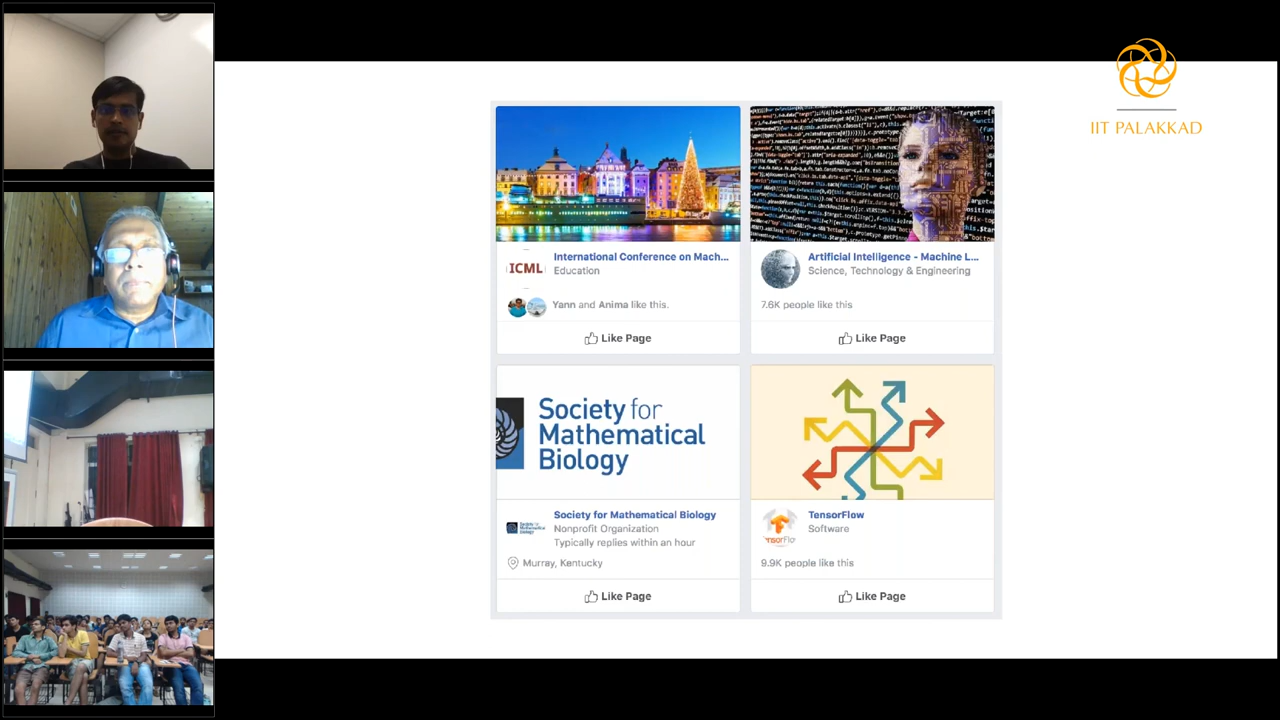 IIT PALAKKAD
ICML
International Conference on Mach...
Education
Yann and Anima like this.
Like Page
Artificial Intelligence - Machine L...
Science, Technology & Engineering
7.6K people like this
Like Page
Society for
Mathematical
Biology
Society for Mathematical Biology
Nonprofit Organization
Typically replies within an hour
Murray, Kentucky
Like Page
TensorFlow
Software
9.9K people like this
Like Page